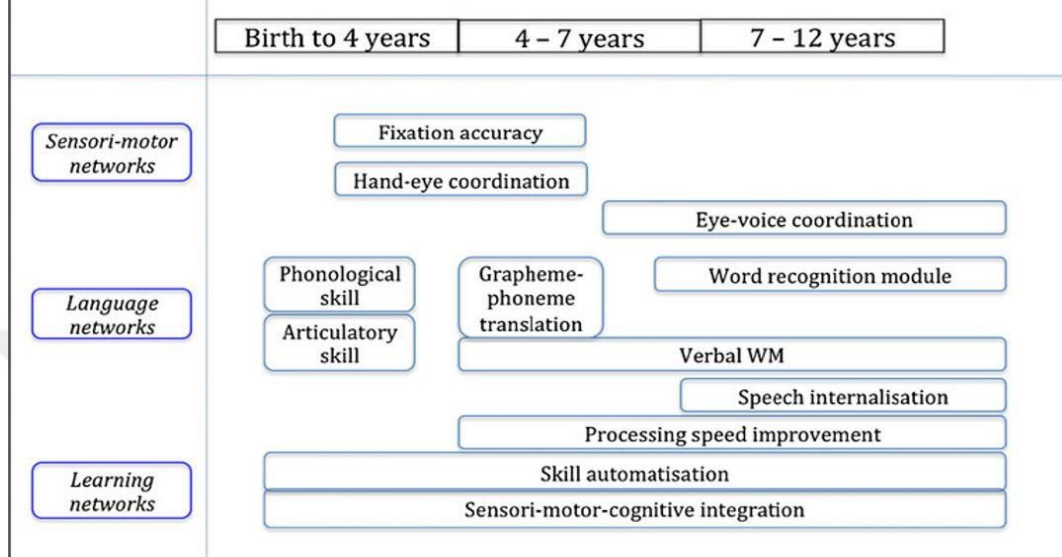 Birth to 4 years
4 – 7 years
7 – 12 years
Sensori-motor
networks
Fixation accuracy
Hand-eye coordination
Eye-voice coordination
Language
networks
Phonological
skill
Articulatory
skill
Grapheme-
phoneme
translation
Word recognition module
Verbal WM
Speech internalisation
Processing speed improvement
Learning
networks
Skill automatisation
Sensori-motor-cognitive integration